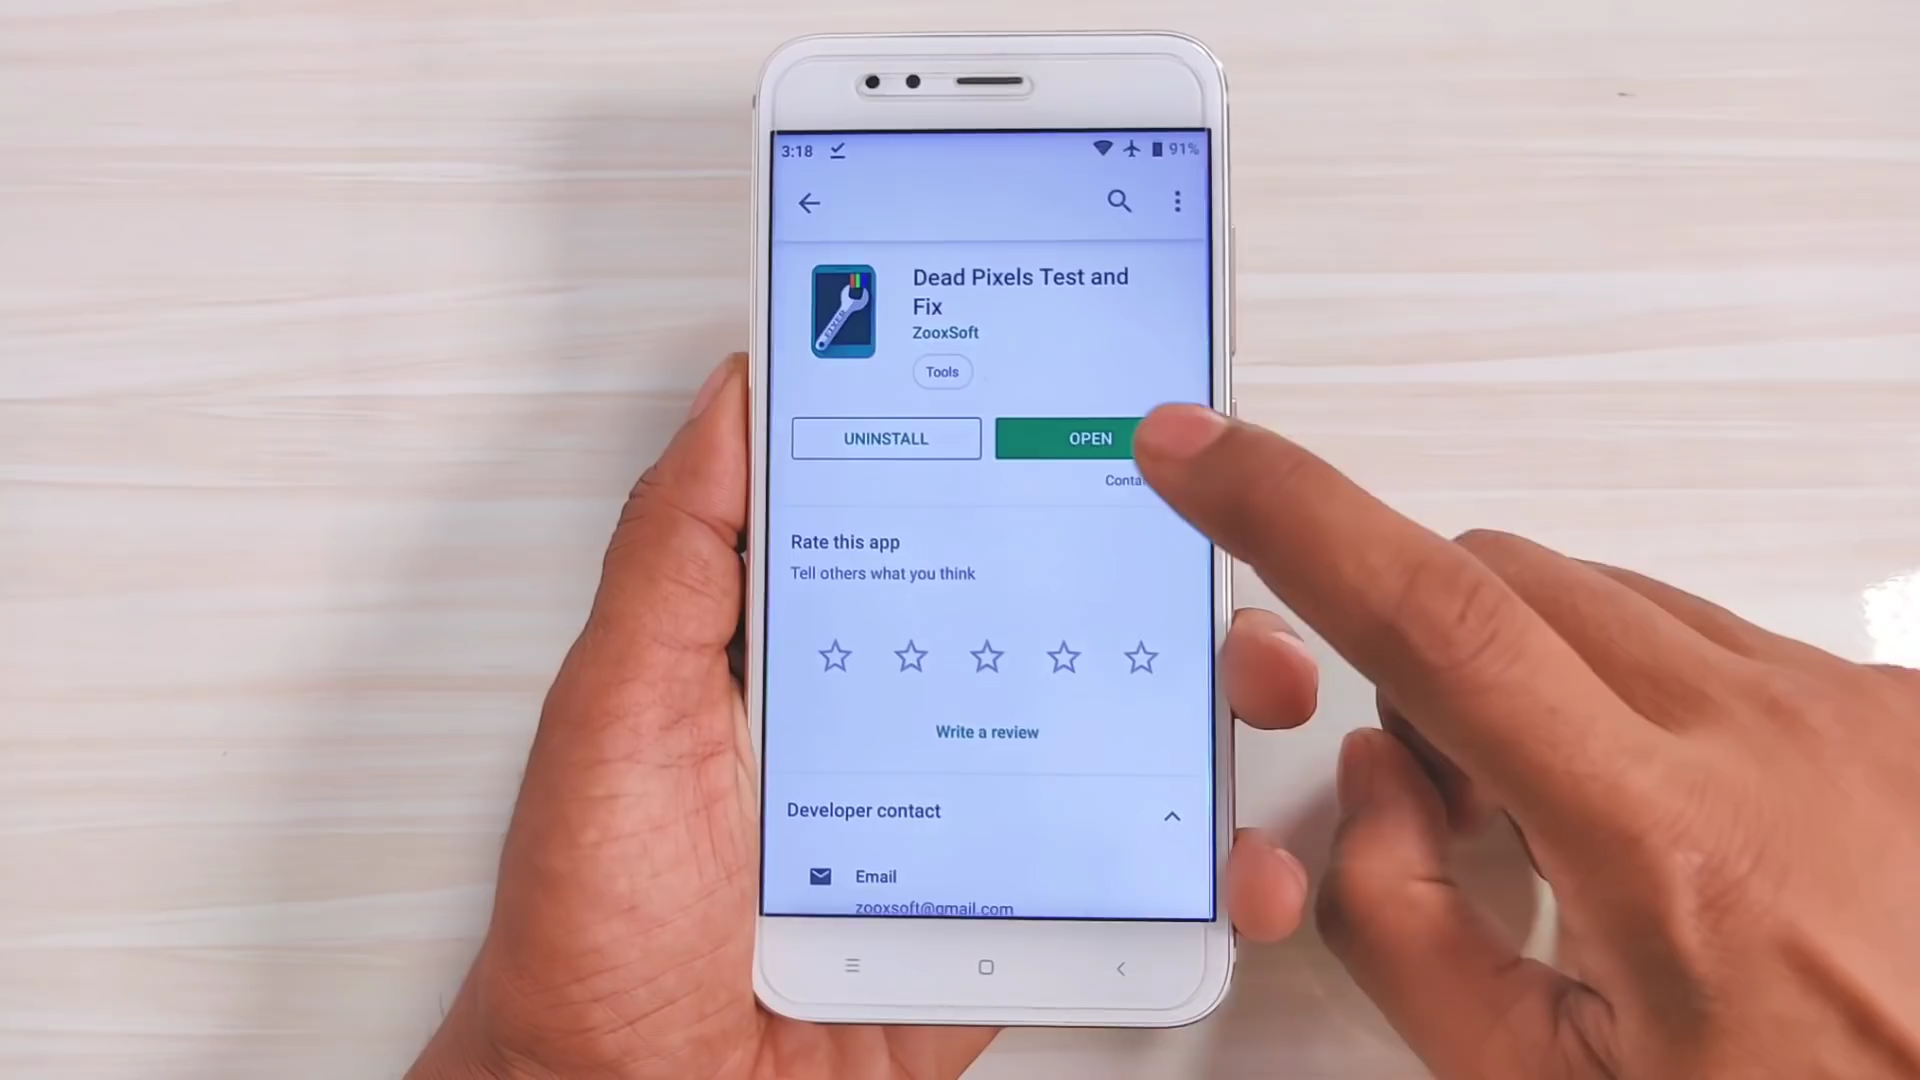 3:18
91%
Dead Pixels Test and
Fix
ZooxSoft
Tools
UNINSTALL
OPEN
Rate this app
Tell others what you think
Write a review
Developer contact
Email
zooxsoft@gmail.com